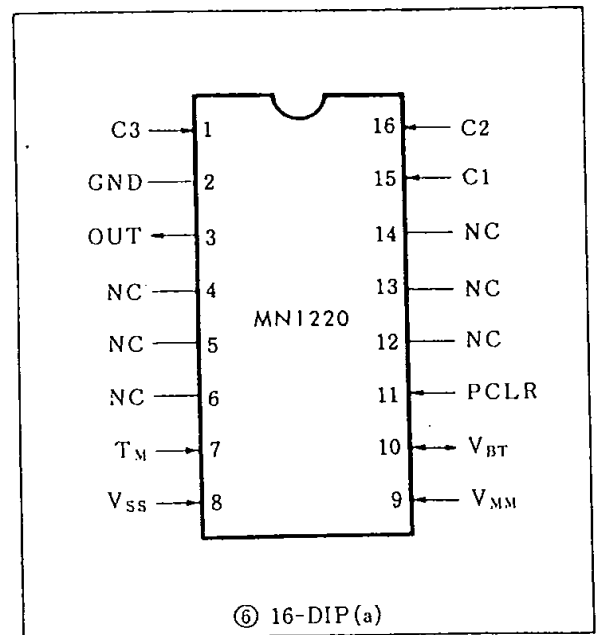 C3 1 16 C2
GND 2 15 C1
OUT 3 14 NC
NC 4 13 NC
NC 5 12 NC
NC 6 11 PCLR
TM 7 10 VBT
VSS 8 9 VMM
MN1220
⑥ 16-DIP(a)